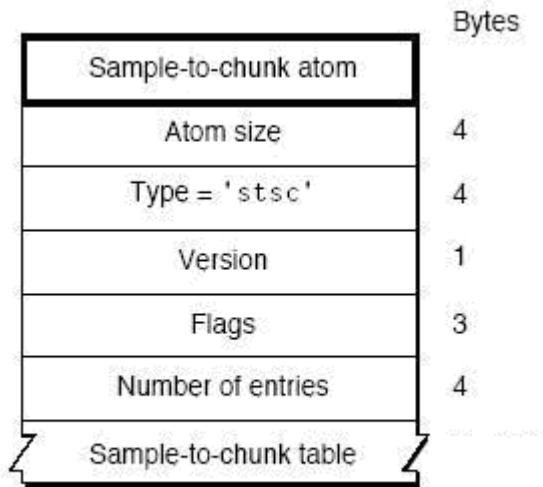 Bytes
Sample-to-chunk atom
Atom size 4
Type = 'stsc' 4
Version 1
Flags 3
Number of entries 4
Sample-to-chunk table